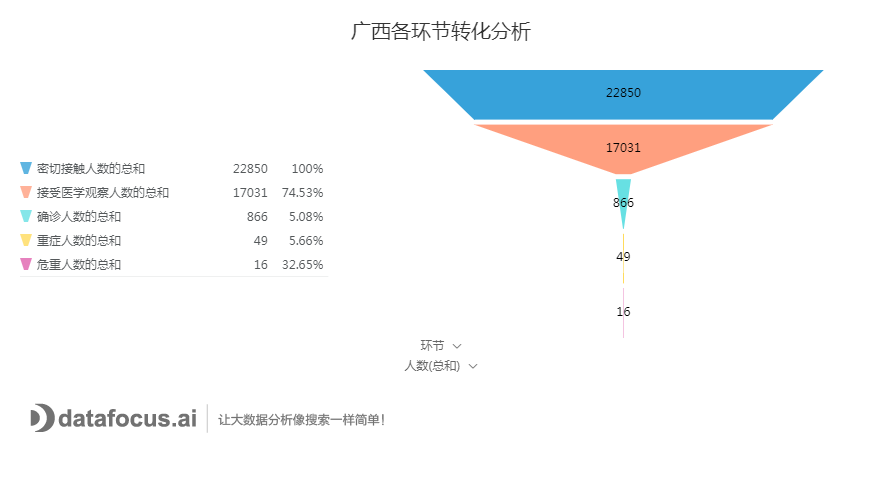 广西各环节转化分析
密切接触人数的总和 22850 100%
接受医学观察人数的总和 17031 74.53%
确诊人数的总和 866 5.08%
重症人数的总和 49 5.66%
危重人数的总和 16 32.65%
22850
17031
866
49
16
环节
人数(总和)
datafocus.ai 让大数据分析像搜索一样简单!